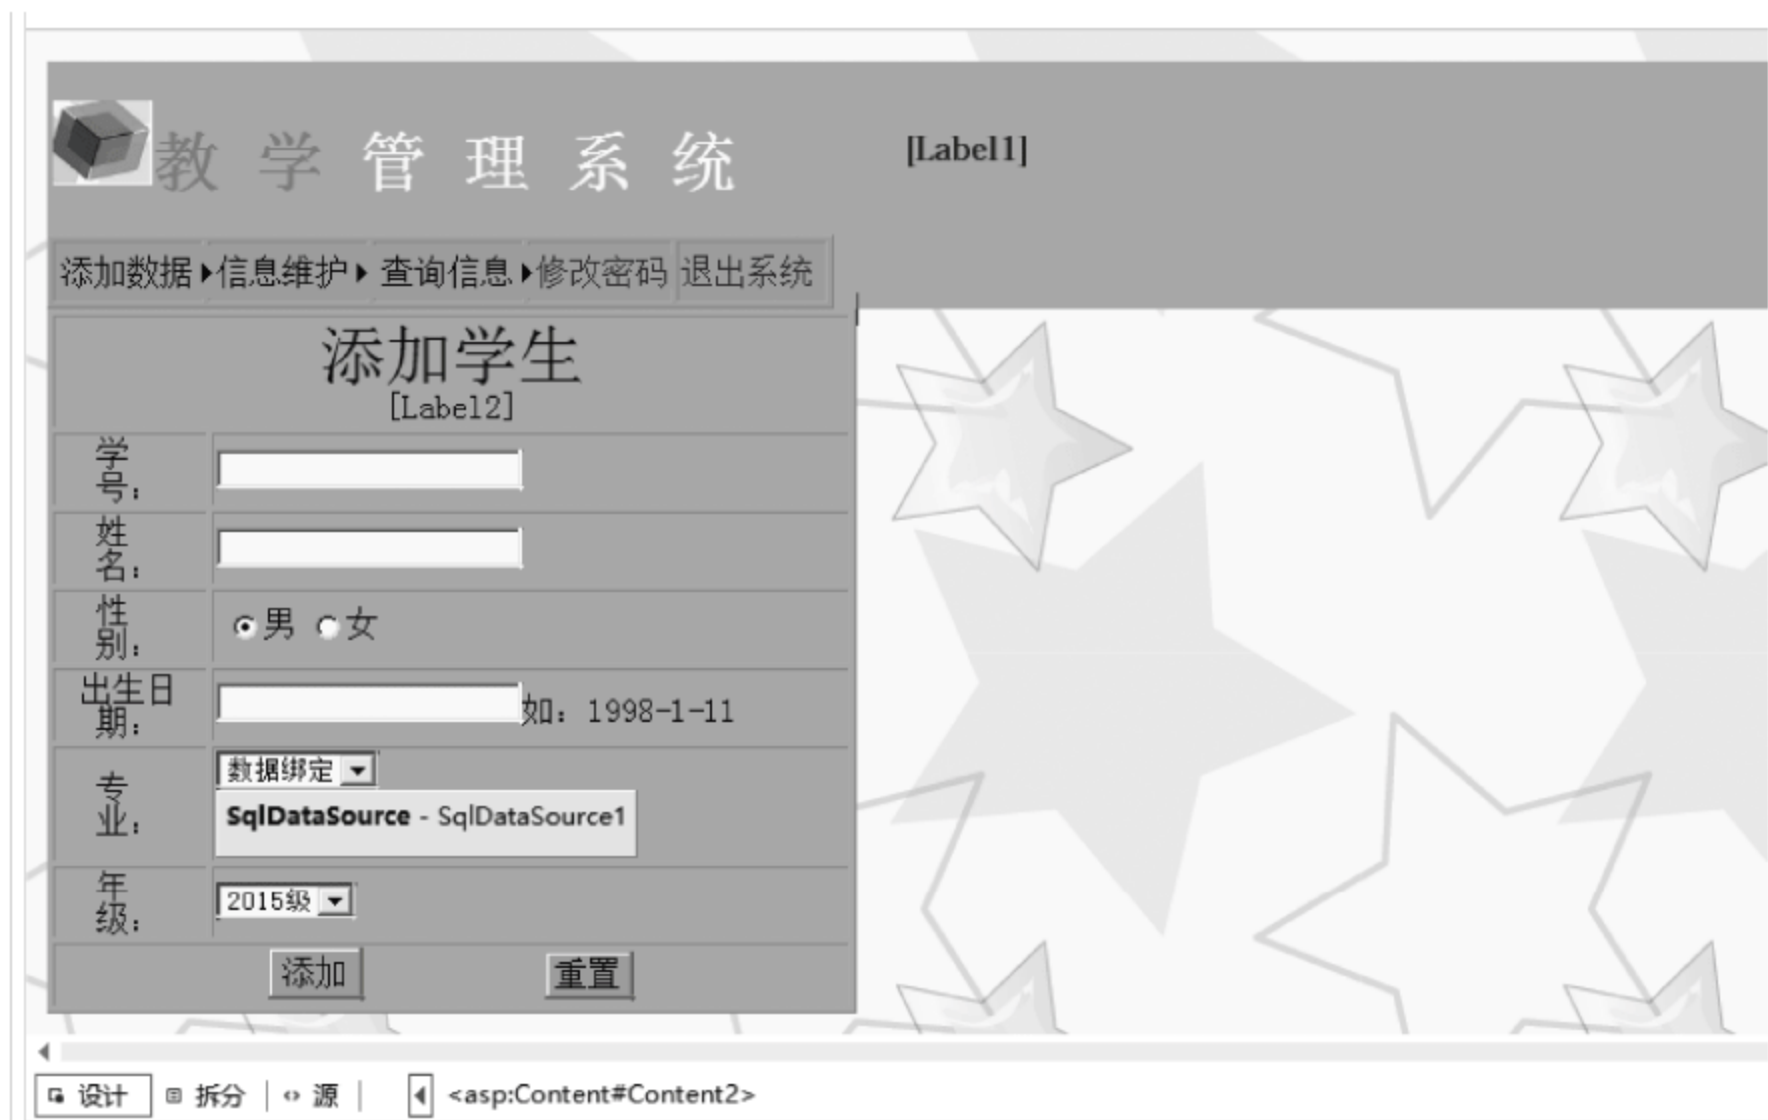 教学管理系统
[Label1]
添加数据 信息维护 查询信息 修改密码 退出系统
添加学生
[Label2]
学
号：
姓
名：
性
别：
男 女
出生日
期：
如：1998-1-11
专
业：
数据绑定
SqlDataSource - SqlDataSource1
年
级：
2015级
添加 重置
设计 拆分 源 <asp:Content#Content2>